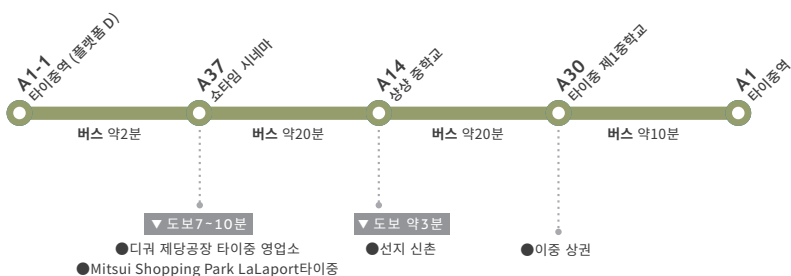 A1-1
타이중역 (플랫폼 D)
A37
쇼타임 시네마
A14
샹샹 중학교
A30
타이중 제1중학교
A1
타이중역
버스 약2분
버스 약20분
버스 약20분
버스 약10분
▼ 도보7~10분
▼ 도보 약3분
●디궈 제당공장 타이중 영업소
●Mitsui Shopping Park LaLaport타이중
●선지 신촌
●이중 상권